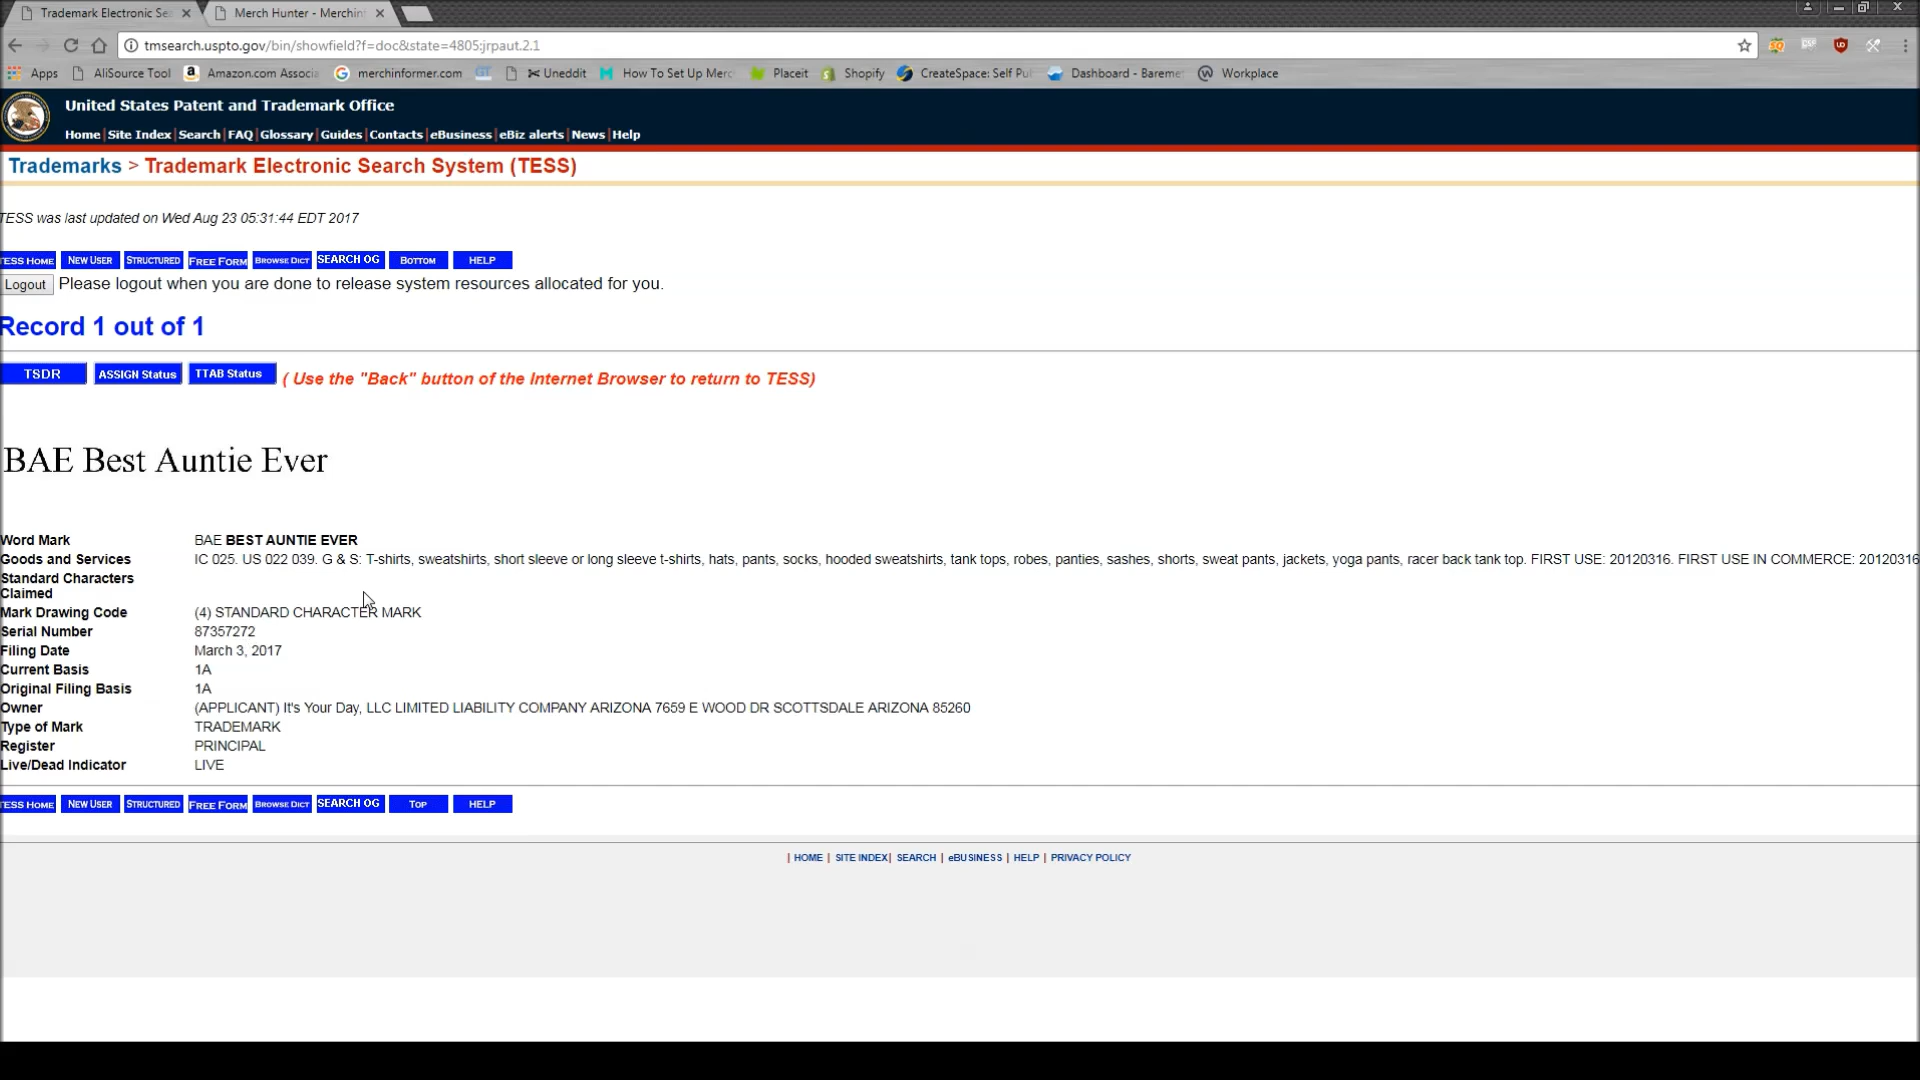 Trademark Electronic Se
Merch Hunter - Merchin
tmsearch.uspto.gov/bin/showfield?f=doc&state=4805:jrpaut.2.1
Apps AliSource Tool Amazon.com Associa merchinformer.com Uneddit How To Set Up Merc Placeit Shopify CreateSpace: Self Pu Dashboard - Bareme Workplace
United States Patent and Trademark Office
Home | Site Index | Search | FAQ | Glossary | Guides | Contacts | eBusiness | eBiz alerts | News | Help
Trademarks > Trademark Electronic Search System (TESS)
TESS was last updated on Wed Aug 23 05:31:44 EDT 2017
TESS HOME NEW USER STRUCTURED FREE FORM BROWSE DICT SEARCH OG BOTTOM HELP
Logout Please logout when you are done to release system resources allocated for you.
Record 1 out of 1
TSDR ASSIGN Status TTAB Status ( Use the "Back" button of the Internet Browser to return to TESS)
BAE Best Auntie Ever
Word Mark BAE BEST AUNTIE EVER
Goods and Services IC 025. US 022 039. G & S: T-shirts, sweatshirts, short sleeve or long sleeve t-shirts, hats, pants, socks, hooded sweatshirts, tank tops, robes, panties, sashes, shorts, sweat pants, jackets, yoga pants, racer back tank top. FIRST USE: 20120316. FIRST USE IN COMMERCE: 20120316
Standard Characters
Claimed
Mark Drawing Code (4) STANDARD CHARACTER MARK
Serial Number 87357272
Filing Date March 3, 2017
Current Basis 1A
Original Filing Basis 1A
Owner (APPLICANT) It's Your Day, LLC LIMITED LIABILITY COMPANY ARIZONA 7659 E WOOD DR SCOTTSDALE ARIZONA 85260
Type of Mark TRADEMARK
Register PRINCIPAL
Live/Dead Indicator LIVE
TESS HOME NEW USER STRUCTURED FREE FORM BROWSE DICT SEARCH OG TOP HELP
| HOME | SITE INDEX | SEARCH | eBUSINESS | HELP | PRIVACY POLICY